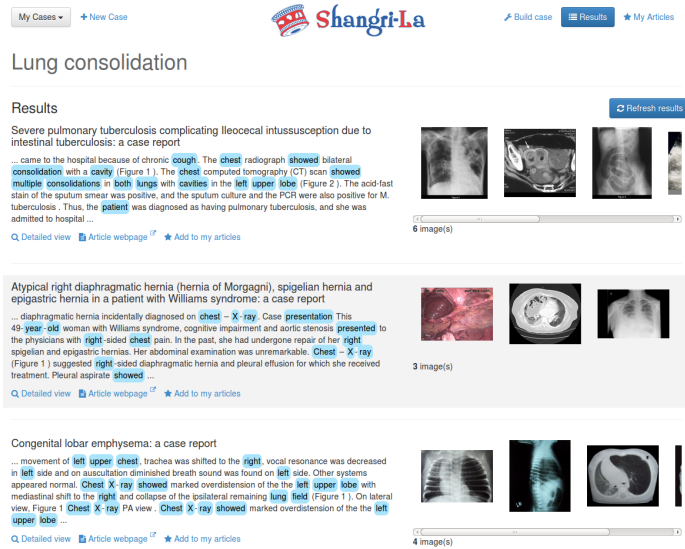 My Cases
New Case
Shangri-La
Build case
Results
My Articles
Lung consolidation
Results
Refresh results
Severe pulmonary tuberculosis complicating Ileocecal intussusception due to
intestinal tuberculosis: a case report
... came to the hospital because of chronic cough. The chest radiograph showed bilateral
consolidation with a cavity (Figure 1 ). The chest computed tomography (CT) scan showed
multiple consolidations in both lungs with cavities in the left upper lobe (Figure 2 ). The acid-fast
stain of the sputum smear was positive, and the sputum culture and the PCR were also positive for M.
tuberculosis . Thus, the patient was diagnosed as having pulmonary tuberculosis, and she was
admitted to hospital ...
6 image(s)
Detailed view
Article webpage
Add to my articles
Atypical right diaphragmatic hernia (hernia of Morgagni), spigelian hernia and
epigastric hernia in a patient with Williams syndrome: a case report
... diaphragmatic hernia incidentally diagnosed on chest – X - ray . Case presentation This
49- year - old woman with Williams syndrome, cognitive impairment and aortic stenosis presented to
the physicians with right -sided chest pain. In the past, she had undergone repair of her right
spigelian and epigastric hernias. Her abdominal examination was unremarkable. Chest – X - ray
(Figure 1 ) suggested right-sided diaphragmatic hernia and pleural effusion for which she received
treatment. Pleural aspirate showed ...
3 image(s)
Detailed view
Article webpage
Add to my articles
Congenital lobar emphysema: a case report
... movement of left upper chest , trachea was shifted to the right , vocal resonance was decreased
in left side and on auscultation diminished breath sound was found on left side. Other systems
appeared normal. Chest X - ray showed marked overdistension of the the left upper lobe with
mediastinal shift to the right and collapse of the ipsilateral remaining lung field (Figure 1 ). On lateral
view, Figure 1 Chest X - ray PA view . Chest X - ray showed marked overdistension of the the left
upper lobe ...
Detailed view
Article webpage
Add to my articles
4 image(s)